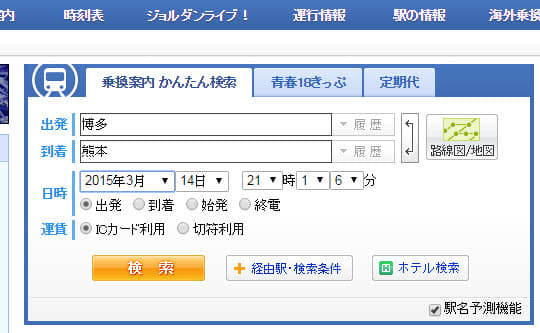 内 時刻表 ジョルダンライブ！ 運行情報 駅の情報 海外乗換
乗換案内 かんたん検索 青春18きっぷ 定期代
出発 博多 履歴
到着 熊本 履歴 路線図/地図
日時 2015年3月 14日 21 時 1 6 分
出発 到着 始発 終電
運賃 ICカード利用 切符利用
検索 経由駅・検索条件 H ホテル検索
駅名予測機能